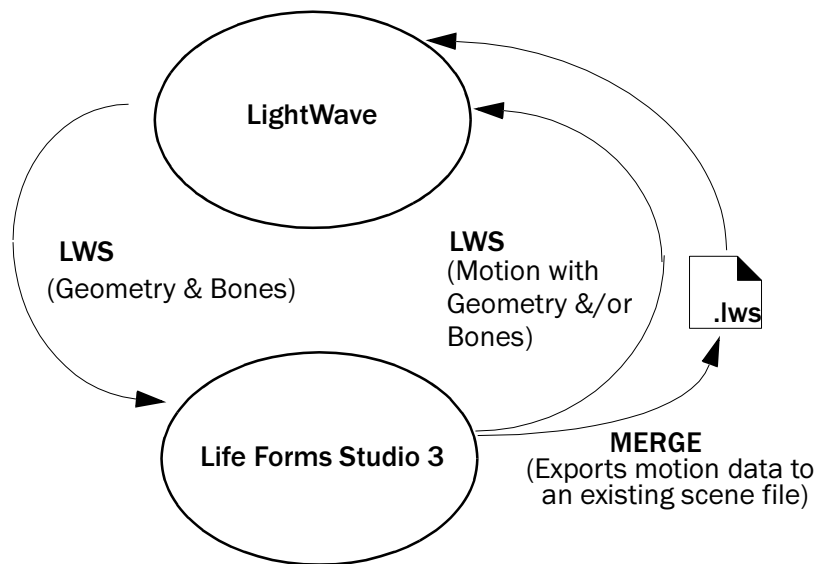 LightWave
LWS
(Geometry & Bones)
LWS
(Motion with
Geometry &/or
Bones)
.lws
Life Forms Studio 3
MERGE
(Exports motion data to
an existing scene file)